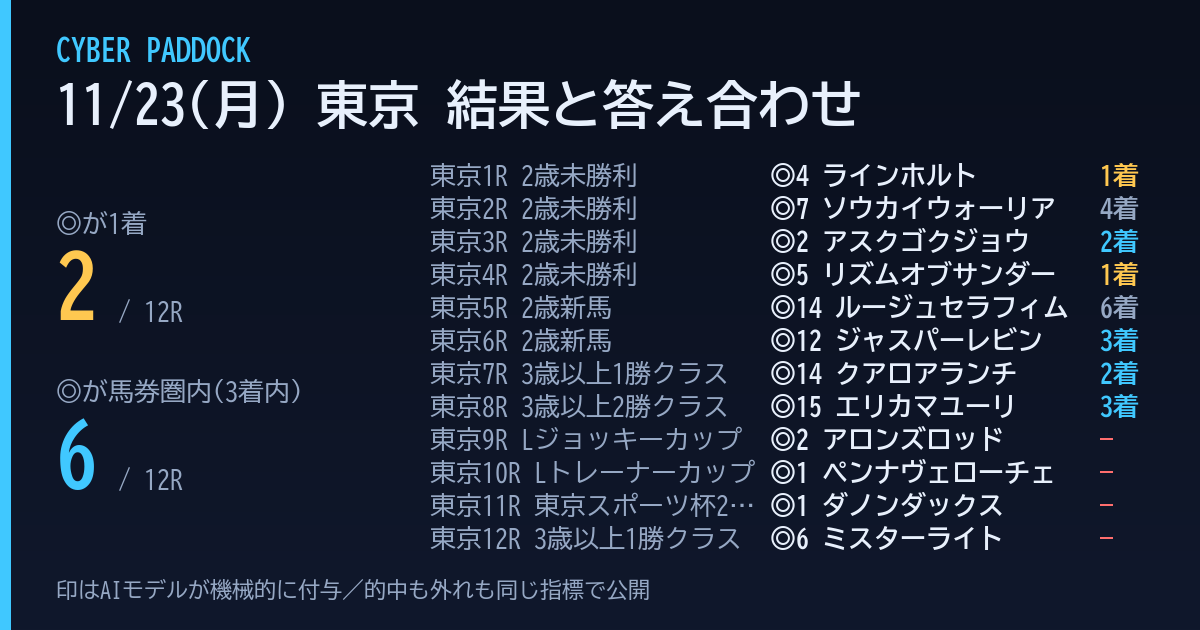 CYBER PADDOCK
11/23(月) 東京 結果と答え合わせ
◎が1着
2 / 12R
◎が馬券圏内(3着内)
6 / 12R
東京1R 2歳未勝利 ◎4 ラインホルト 1着
東京2R 2歳未勝利 ◎7 ソウカイウォーリア 4着
東京3R 2歳未勝利 ◎2 アスクゴクジョウ 2着
東京4R 2歳未勝利 ◎5 リズムオブサンダー 1着
東京5R 2歳新馬 ◎14 ルージュセラフィム 6着
東京6R 2歳新馬 ◎12 ジャスパーレビン 3着
東京7R 3歳以上1勝クラス ◎14 クアロアランチ 2着
東京8R 3歳以上2勝クラス ◎15 エリカマユーリ 3着
東京9R Lジョッキーカップ ◎2 アロンズロッド −
東京10R Lトレーナーカップ ◎1 ペンナヴェローチェ −
東京11R 東京スポーツ杯2… ◎1 ダノンダックス −
東京12R 3歳以上1勝クラス ◎6 ミスターライト −
印はAIモデルが機械的に付与／的中も外れも同じ指標で公開